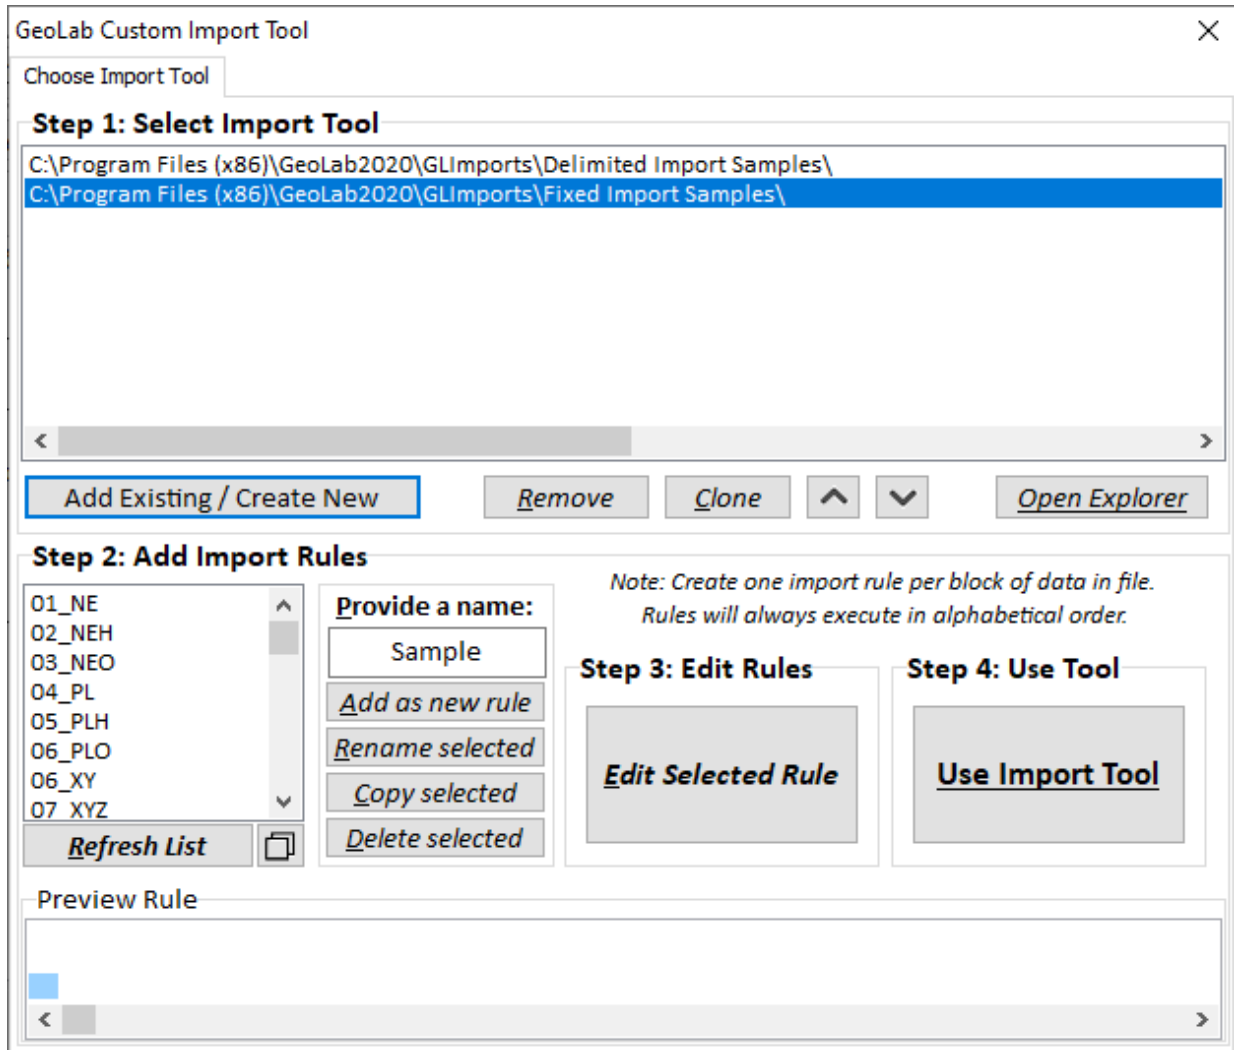 GeoLab Custom Import Tool
Choose Import Tool
Step 1: Select Import Tool
C:\Program Files (x86)\GeoLab2020\GLImports\Delimited Import Samples\
C:\Program Files (x86)\GeoLab2020\GLImports\Fixed Import Samples\
Add Existing / Create New
Remove
Clone
Open Explorer
Step 2: Add Import Rules
01_NE
02_NEH
03_NEO
04_PL
05_PLH
06_PLO
06_XY
07_XYZ
Refresh List
Provide a name:
Sample
Add as new rule
Rename selected
Copy selected
Delete selected
Note: Create one import rule per block of data in file.
Rules will always execute in alphabetical order.
Step 3: Edit Rules
Edit Selected Rule
Step 4: Use Tool
Use Import Tool
Preview Rule